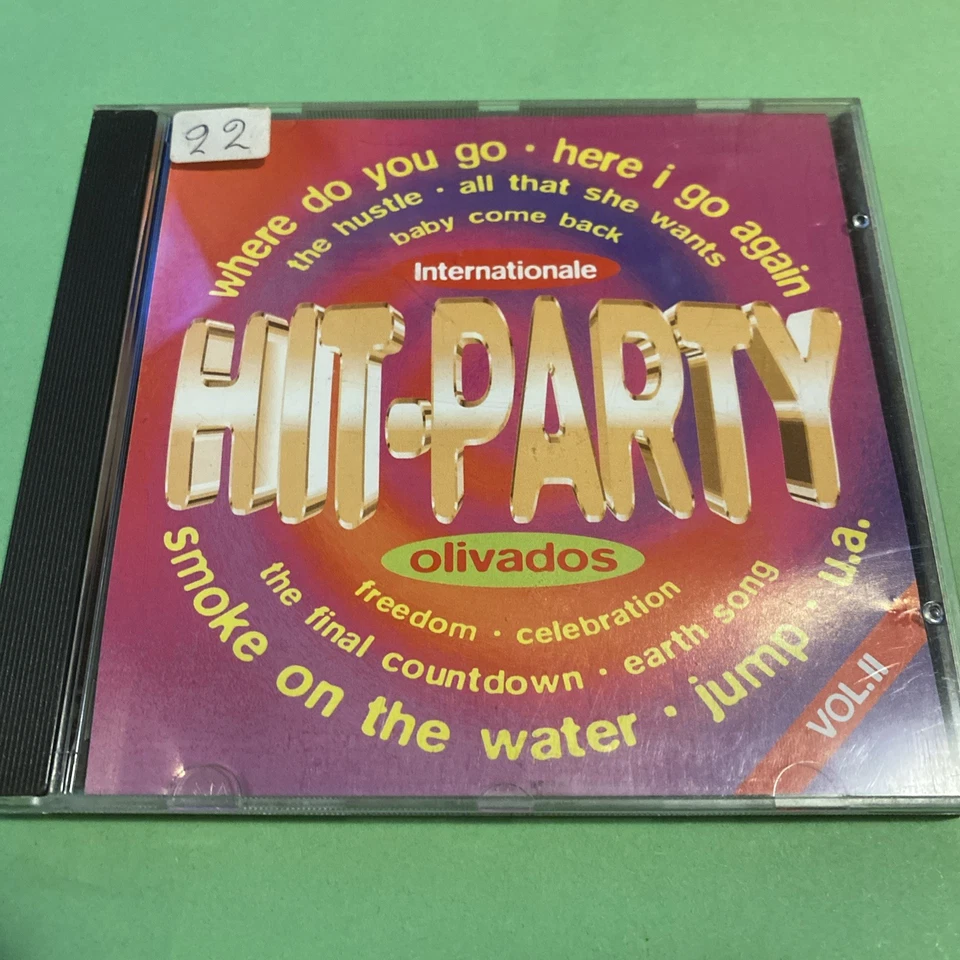 22
where do you go · here i go again
the hustle · all that she wants
baby come back
Internationale
HIT-PARTY
olivados
freedom · celebration
the final countdown · earth song
smoke on the water · jump · u.a.
VOL.II